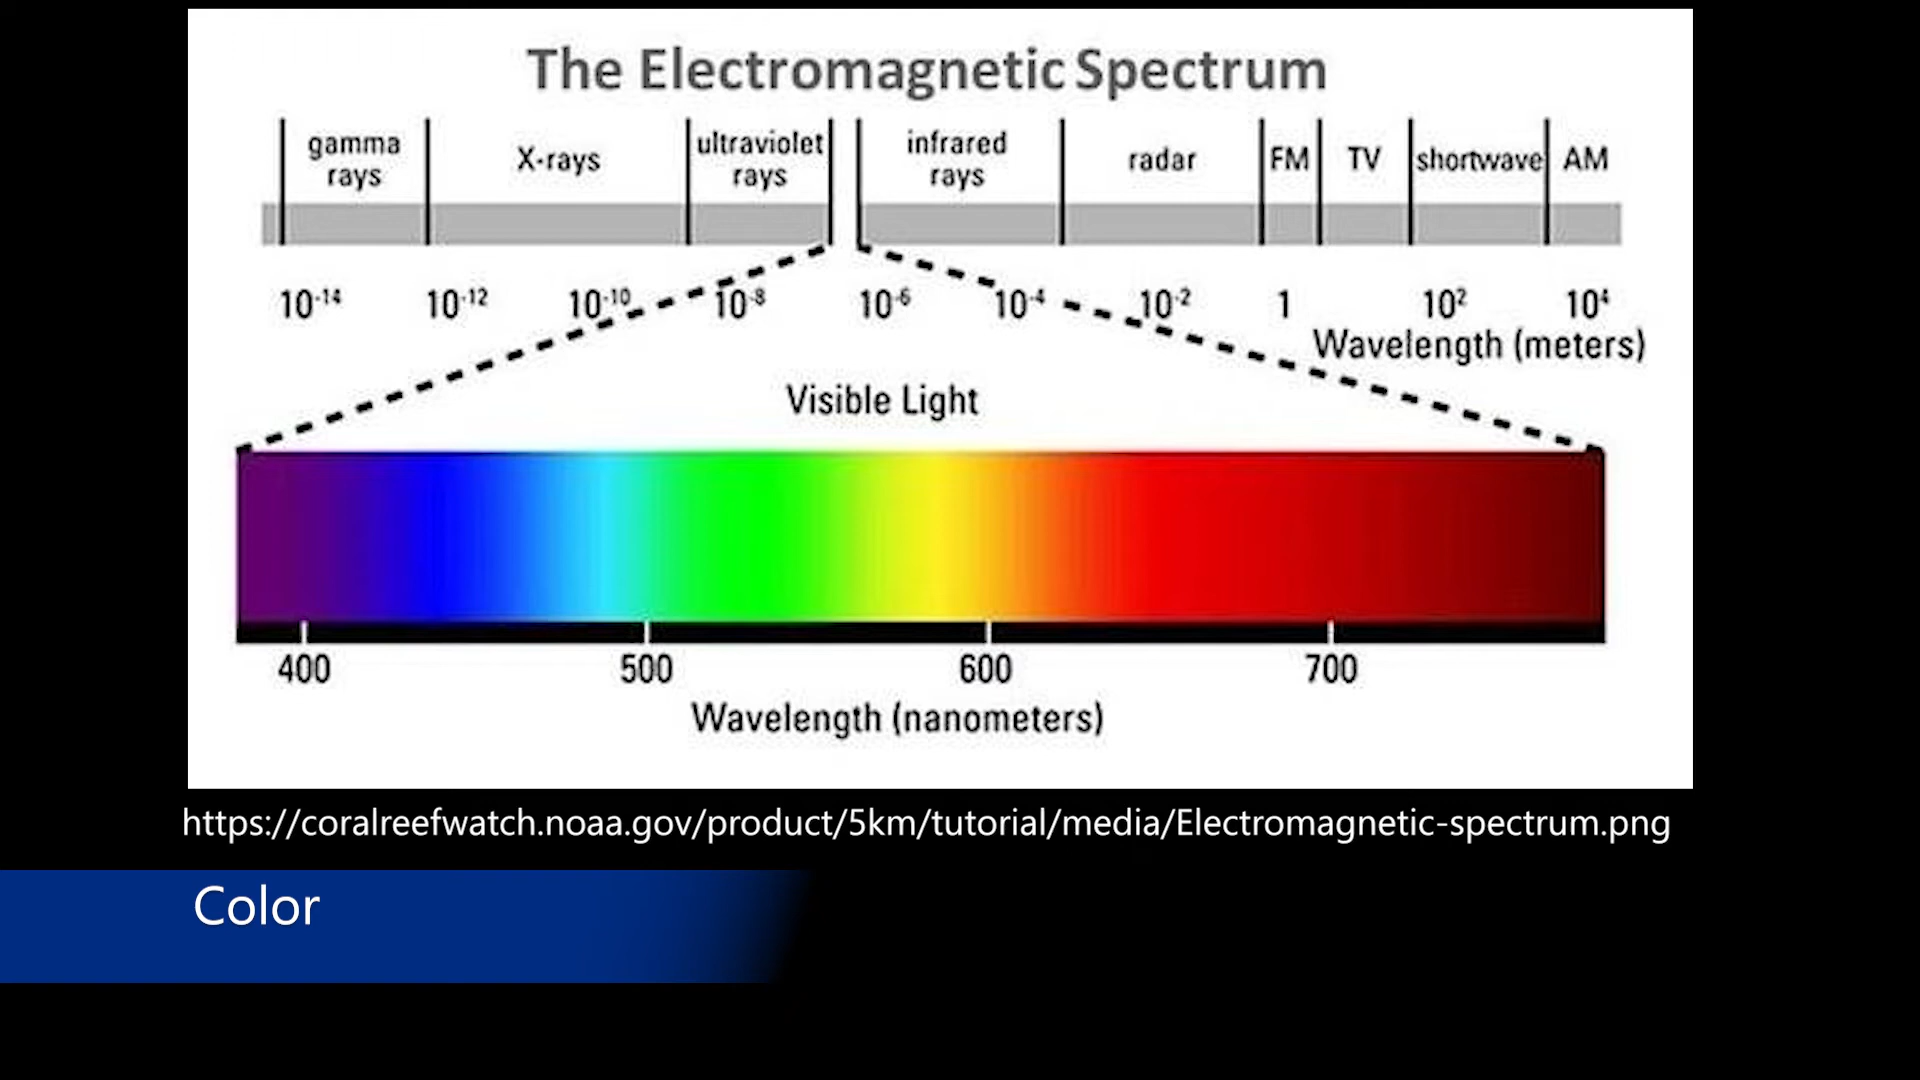 The Electromagnetic Spectrum
gamma rays X-rays ultraviolet rays infrared rays radar FM TV shortwave AM
10⁻¹⁴ 10⁻¹² 10⁻¹⁰ 10⁻⁸ 10⁻⁶ 10⁻⁴ 10⁻² 1 10² 10⁴
Wavelength (meters)
Visible Light
400 500 600 700
Wavelength (nanometers)
https://coralreefwatch.noaa.gov/product/5km/tutorial/media/Electromagnetic-spectrum.png
Color